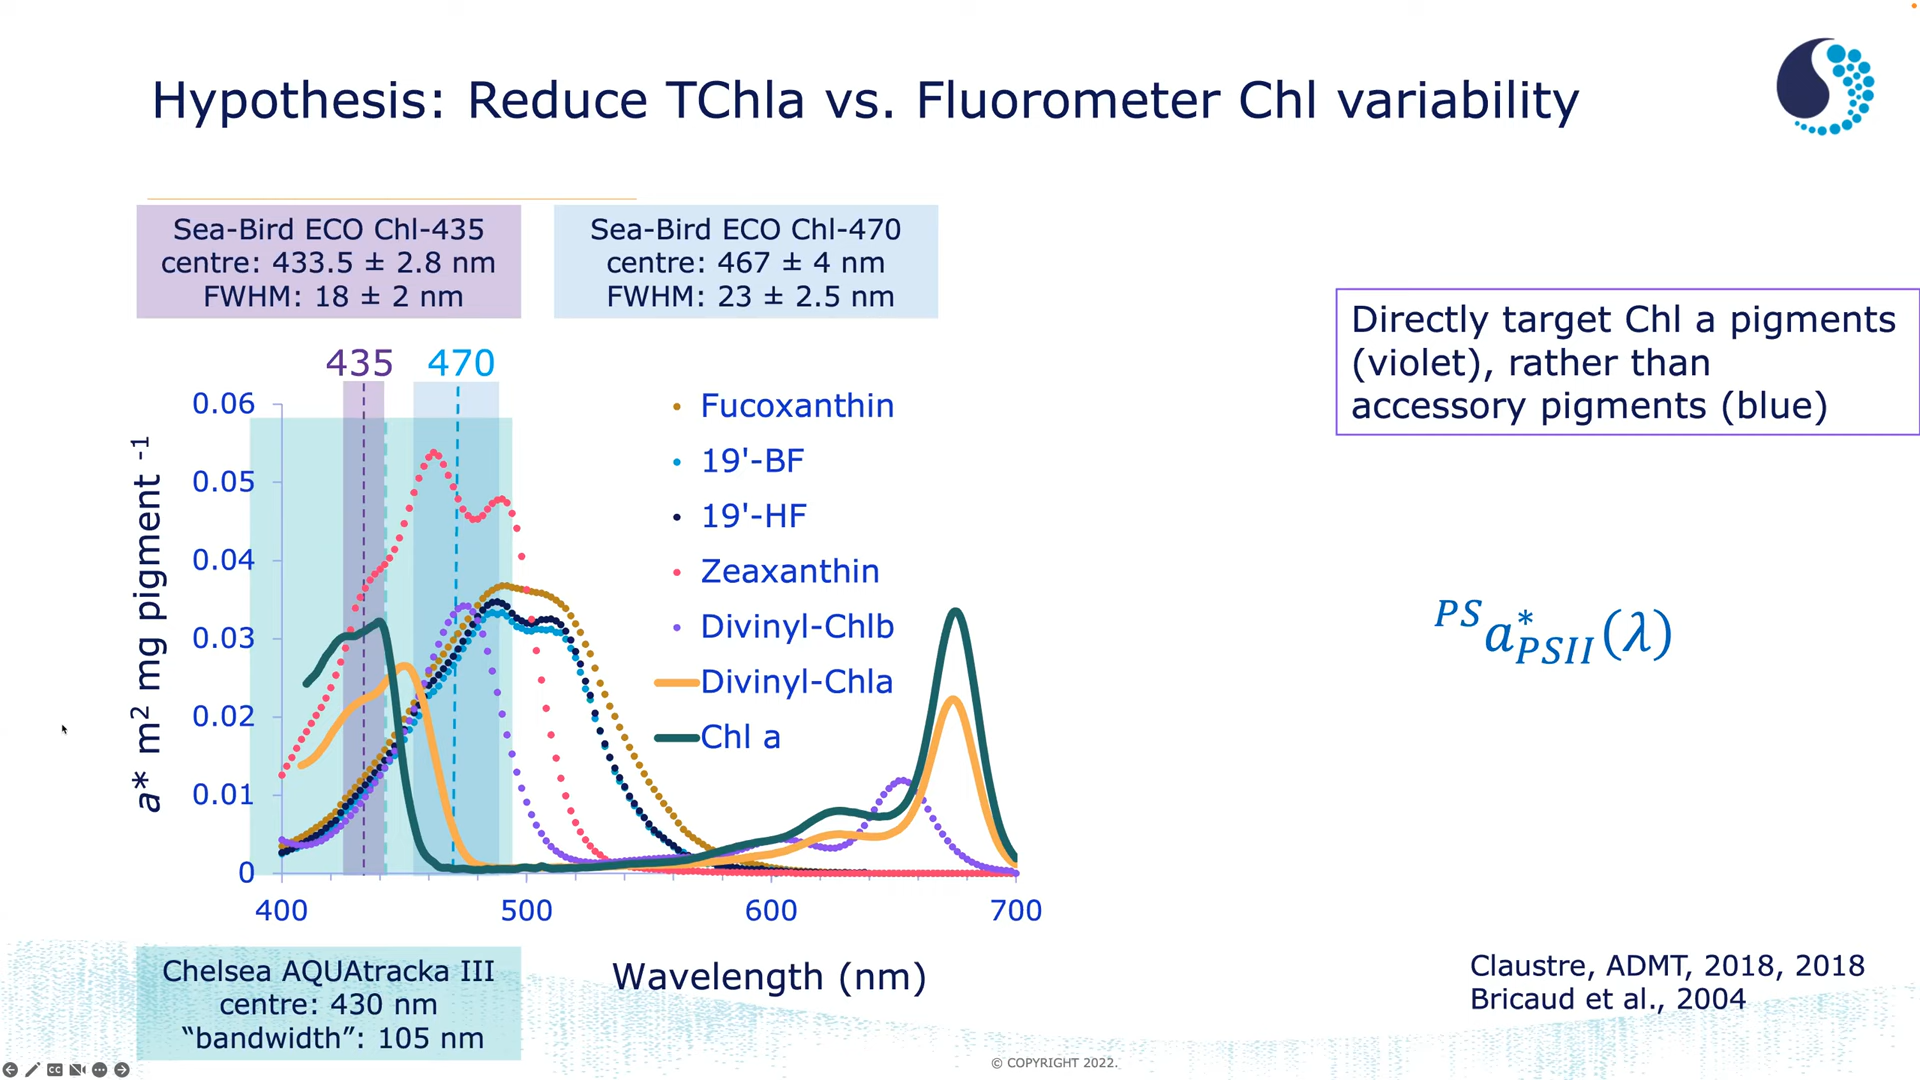 Hypothesis: Reduce TChla vs. Fluorometer Chl variability
Sea-Bird ECO Chl-435
centre: 433.5 ± 2.8 nm
FWHM: 18 ± 2 nm
Sea-Bird ECO Chl-470
centre: 467 ± 4 nm
FWHM: 23 ± 2.5 nm
Directly target Chl a pigments
(violet), rather than
accessory pigments (blue)
435
470
0.06
0.05
0.04
0.03
0.02
0.01
0
a* m² mg pigment ⁻¹
Fucoxanthin
19'-BF
19'-HF
Zeaxanthin
Divinyl-Chlb
Divinyl-Chla
Chl a
400
500
600
700
Wavelength (nm)
PS a*PSII(λ)
Chelsea AQUAtracka III
centre: 430 nm
“bandwidth”: 105 nm
Claustre, ADMT, 2018, 2018
Bricaud et al., 2004
© COPYRIGHT 2022.
CC